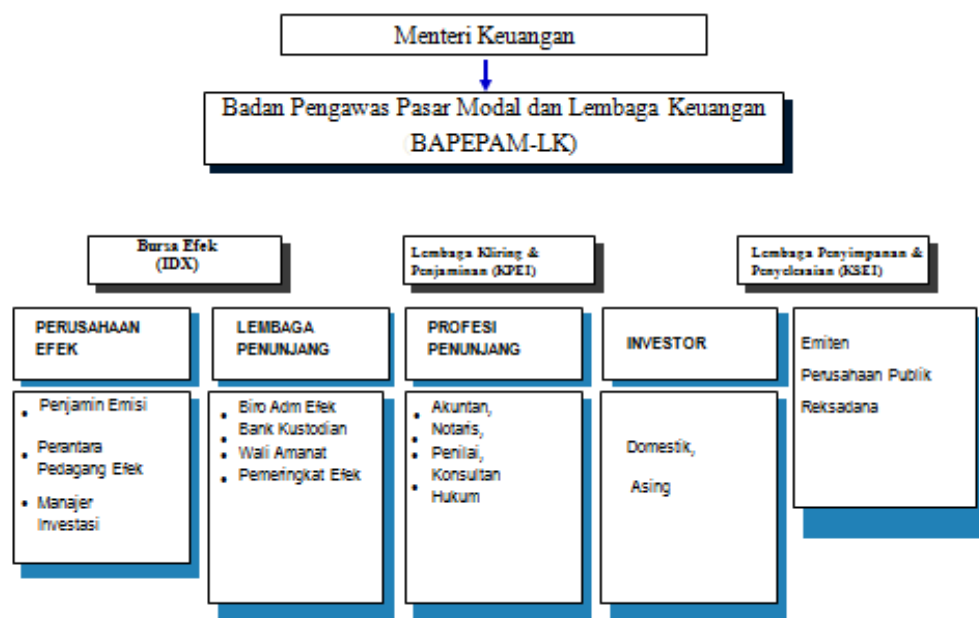 Menteri Keuangan
Badan Pengawas Pasar Modal dan Lembaga Keuangan
(BAPEPAM-LK)
Bursa Efek
(IDX)
Lembaga Kliring &
Penjaminan (KPEI)
Lembaga Penyimpanan &
Penyelesaian (KSEI)
PERUSAHAAN
EFEK
• Penjamin Emisi
• Perantara
Pedagang Efek
• Manajer
Investasi
LEMBAGA
PENUNJANG
• Biro Adm Efek
• Bank Kustodian
• Wali Amanat
• Pemeringkat Efek
PROFESI
PENUNJANG
• Akuntan,
• Notaris,
• Penilai,
• Konsultan
Hukum
INVESTOR
Domestik,
Asing
Emiten
Perusahaan Publik
Reksadana